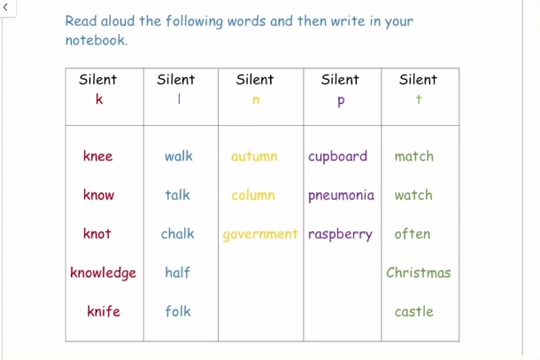 Read aloud the following words and then write in your
notebook.
Silent Silent Silent Silent Silent
k l n p t
knee walk autumn cupboard match
know talk column pneumonia watch
knot chalk government raspberry often
knowledge half Christmas
knife folk castle